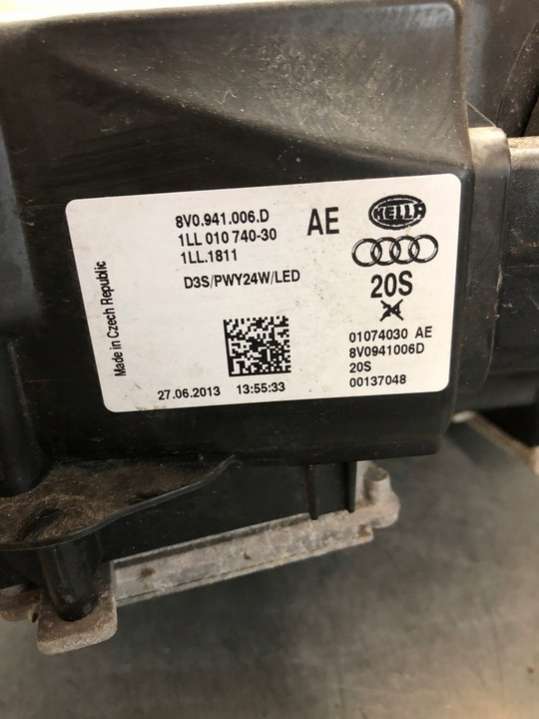 8V0.941.006.D
1LL 010 740-30
1LL.1811
AE
HELLA
D3S/PWY24W/LED
20S
Made in Czech Republic
27.06.2013 13:55:33
01074030 AE
8V0941006D
20S
00137048